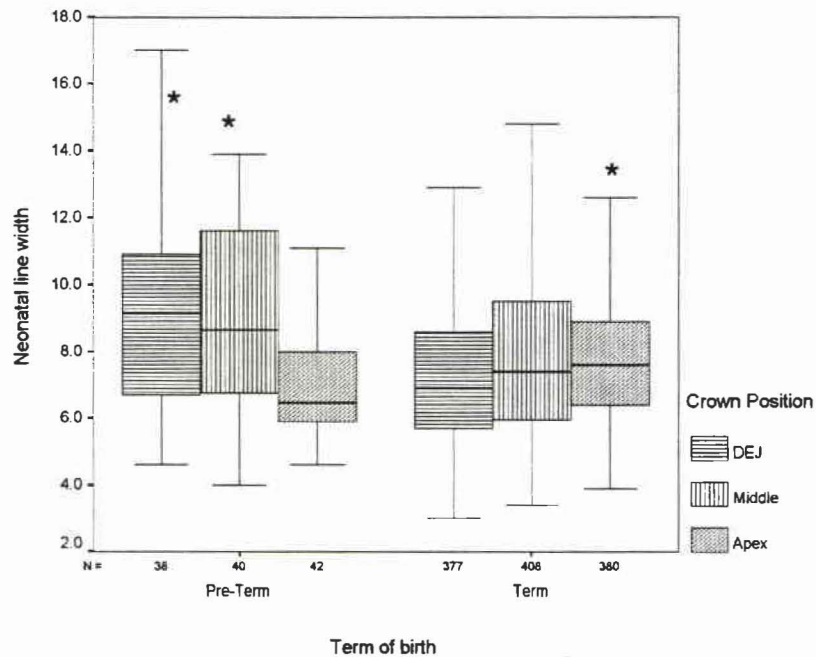 18.0
16.0
14.0
12.0
10.0
8.0
6.0
4.0
2.0
Neonatal line width
*
*
*
N = 38 40 42 377 406 380
Pre-Term Term
Term of birth
Crown Position
DEJ
Middle
Apex